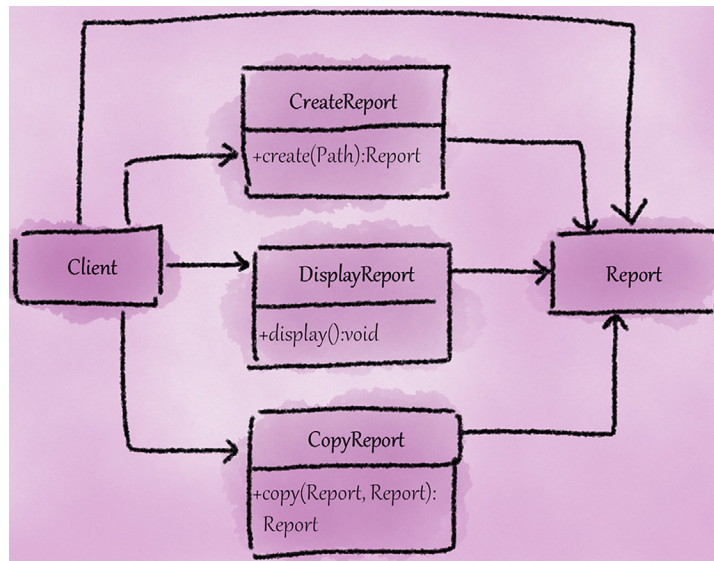 CreateReport
+create(Path):Report
Client
DisplayReport
+display():void
Report
CopyReport
+copy(Report, Report):
Report